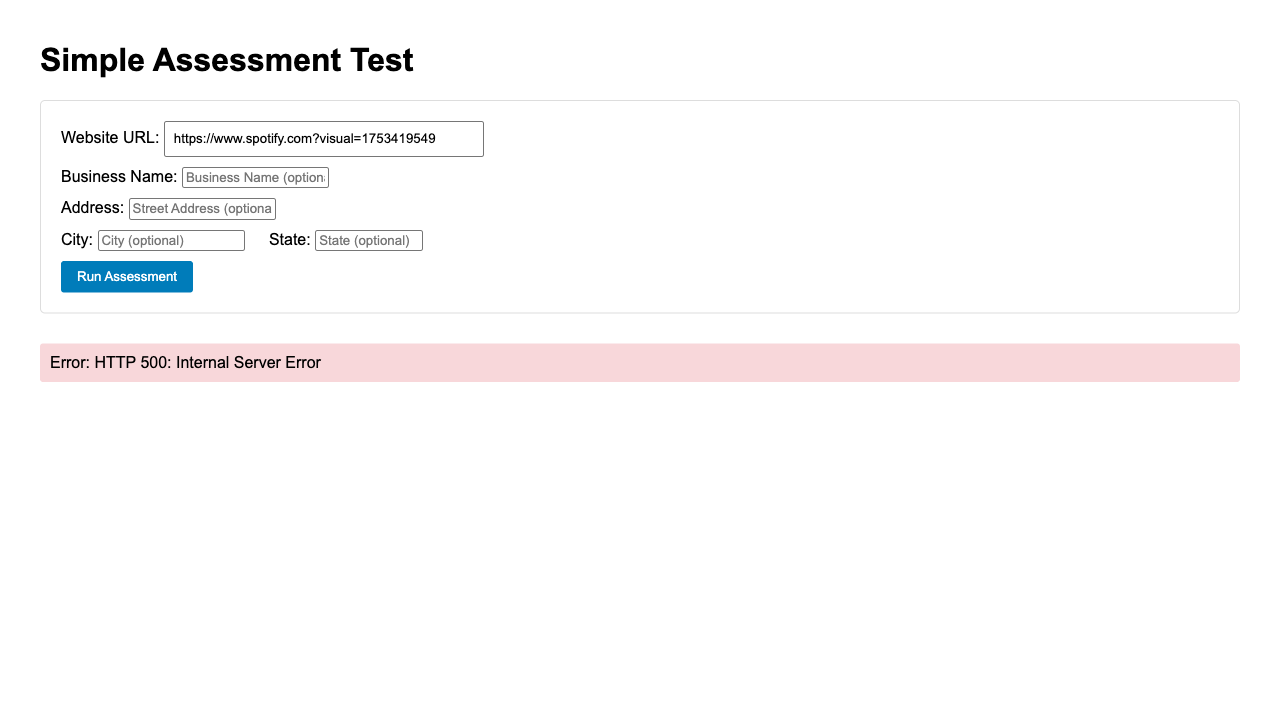 Simple Assessment Test
Website URL: https://www.spotify.com?visual=1753419549
Business Name: Business Name (optiona
Address: Street Address (optiona
City: City (optional) State: State (optional)
Run Assessment
Error: HTTP 500: Internal Server Error